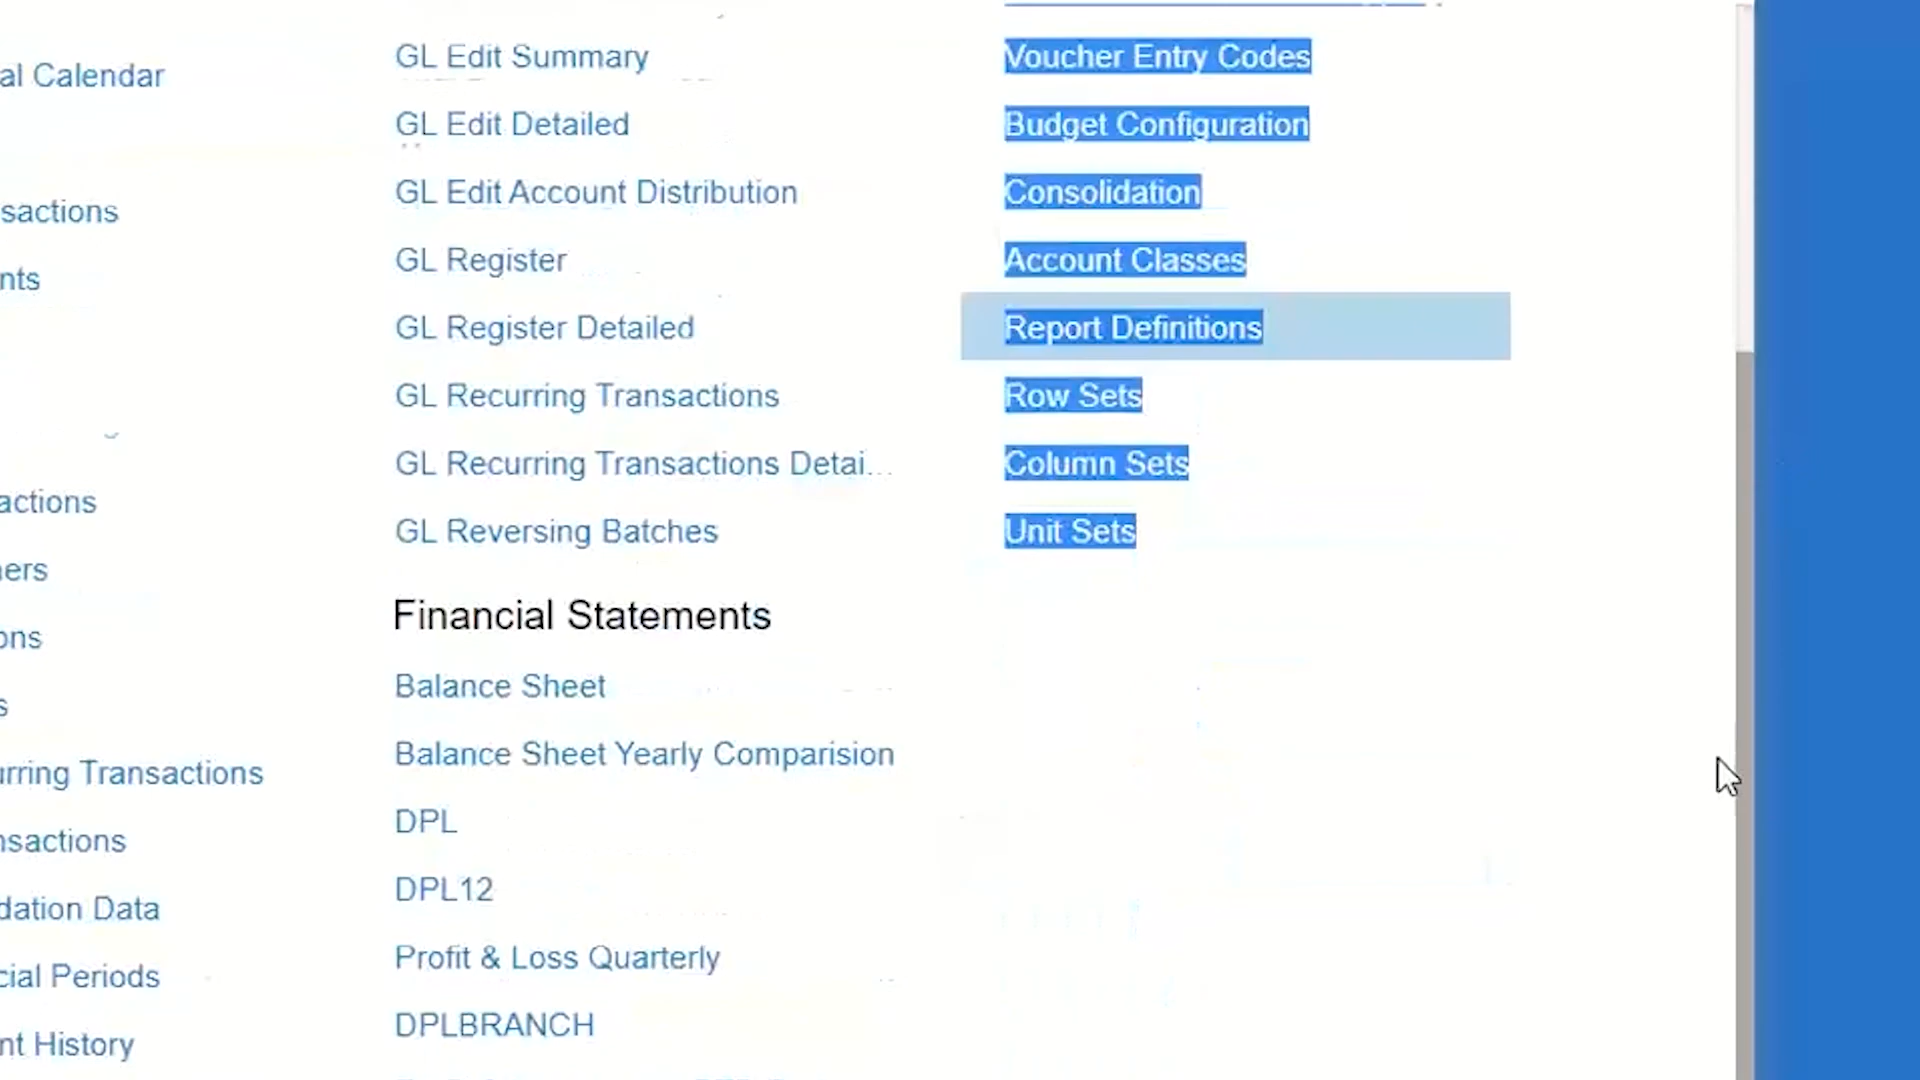 al Calendar
sactions
nts
actions
ers
ons
s
rring Transactions
nsactions
dation Data
cial Periods
nt History
GL Edit Summary
GL Edit Detailed
GL Edit Account Distribution
GL Register
GL Register Detailed
GL Recurring Transactions
GL Recurring Transactions Detai...
GL Reversing Batches
Financial Statements
Balance Sheet
Balance Sheet Yearly Comparision
DPL
DPL12
Profit & Loss Quarterly
DPLBRANCH
Voucher Entry Codes
Budget Configuration
Consolidation
Account Classes
Report Definitions
Row Sets
Column Sets
Unit Sets